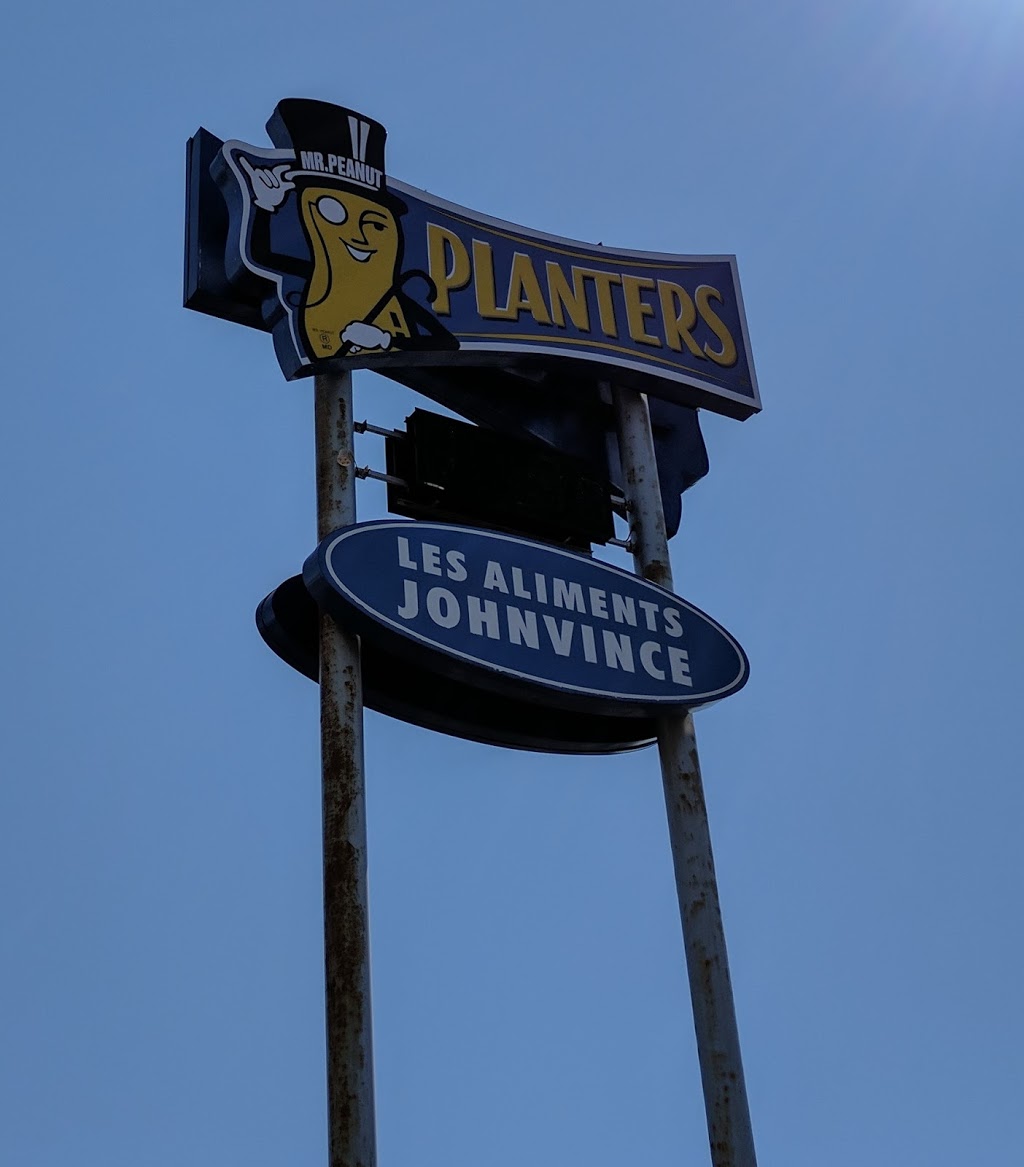 MR.PEANUT
PLANTERS
LES ALIMENTS
JOHNVINCE